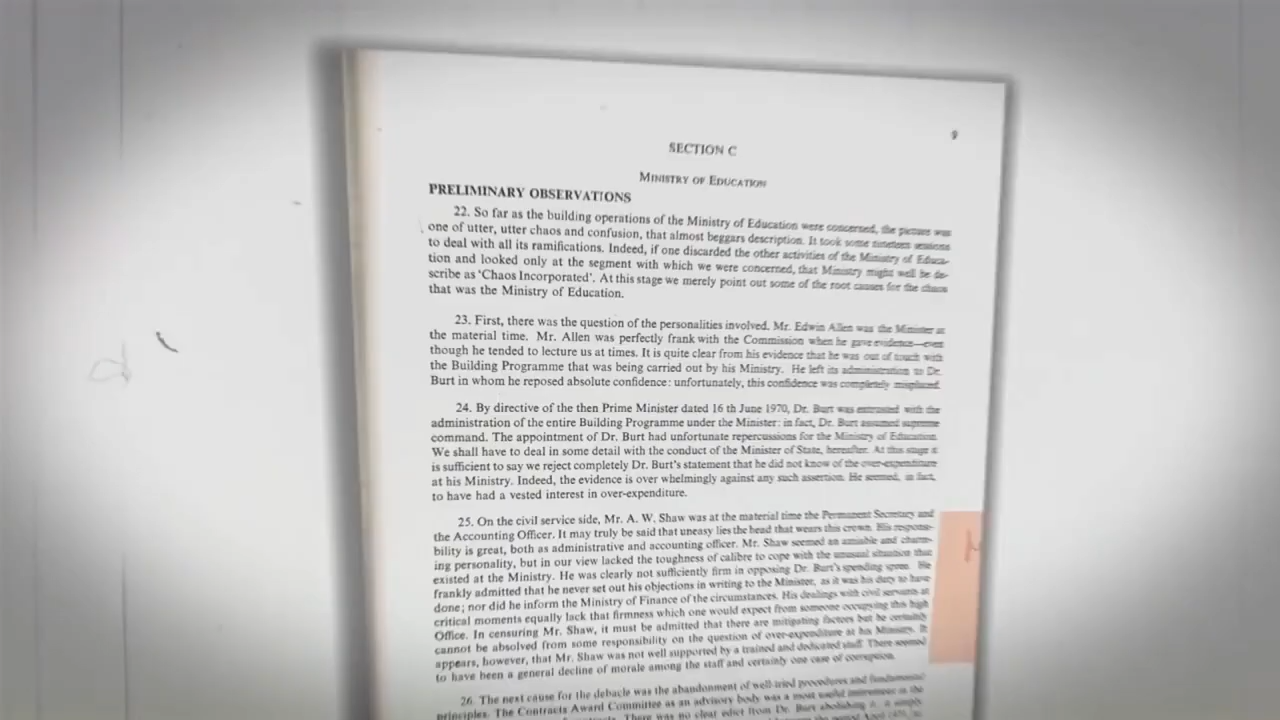 9
SECTION C
MINISTRY OF EDUCATION
PRELIMINARY OBSERVATIONS
22. So far as the building operations of the Ministry of Education were concerned, the picture was
one of utter, utter chaos and confusion, that almost beggars description. It took some nineteen sessions
to deal with all its ramifications. Indeed, if one discarded the other activities of the Ministry of Educa-
tion and looked only at the segment with which we were concerned, that Ministry might well be de-
scribe as 'Chaos Incorporated'. At this stage we merely point out some of the root causes for the chaos
that was the Ministry of Education.
23. First, there was the question of the personalities involved. Mr. Edwin Allen was the Minister at
the material time. Mr. Allen was perfectly frank with the Commission when he gave evidence—even
though he tended to lecture us at times. It is quite clear from his evidence that he was out of touch with
the Building Programme that was being carried out by his Ministry. He left its administration to Dr.
Burt in whom he reposed absolute confidence: unfortunately, this confidence was completely misplaced.
24. By directive of the then Prime Minister dated 16 th June 1970, Dr. Burt was entrusted with the
administration of the entire Building Programme under the Minister: in fact, Dr. Burt assumed supreme
command. The appointment of Dr. Burt had unfortunate repercussions for the Ministry of Education.
We shall have to deal in some detail with the conduct of the Minister of State, hereafter. At this stage it
is sufficient to say we reject completely Dr. Burt's statement that he did not know of the over-expenditure
at his Ministry. Indeed, the evidence is over whelmingly against any such assertion. He seemed, in fact,
to have had a vested interest in over-expenditure.
25. On the civil service side, Mr. A. W. Shaw was at the material time the Permanent Secretary and
the Accounting Officer. It may truly be said that uneasy lies the head that wears this crown. His responsi-
bility is great, both as administrative and accounting officer. Mr. Shaw seemed an amiable and charm-
ing personality, but in our view lacked the toughness of calibre to cope with the unusual situation that
existed at the Ministry. He was clearly not sufficiently firm in opposing Dr. Burt's spending spree. He
frankly admitted that he never set out his objections in writing to the Minister, as it was his duty to have
done; nor did he inform the Ministry of Finance of the circumstances. His dealings with civil servants at
critical moments equally lack that firmness which one would expect from someone occupying this high
Office. In censuring Mr. Shaw, it must be admitted that there are mitigating factors but he certainly
cannot be absolved from some responsibility on the question of over-expenditure at his Ministry. It
appears, however, that Mr. Shaw was not well supported by a trained and dedicated staff. There seemed
to have been a general decline of morale among the staff and certainly one case of corruption.
26. The next cause for the debacle was the abandonment of well-tried procedures and fundamental
principles. The Contracts Award Committee as an advisory body was a most useful instrument in the
There was no clear edict from Dr. Burt abolishing it, it simply